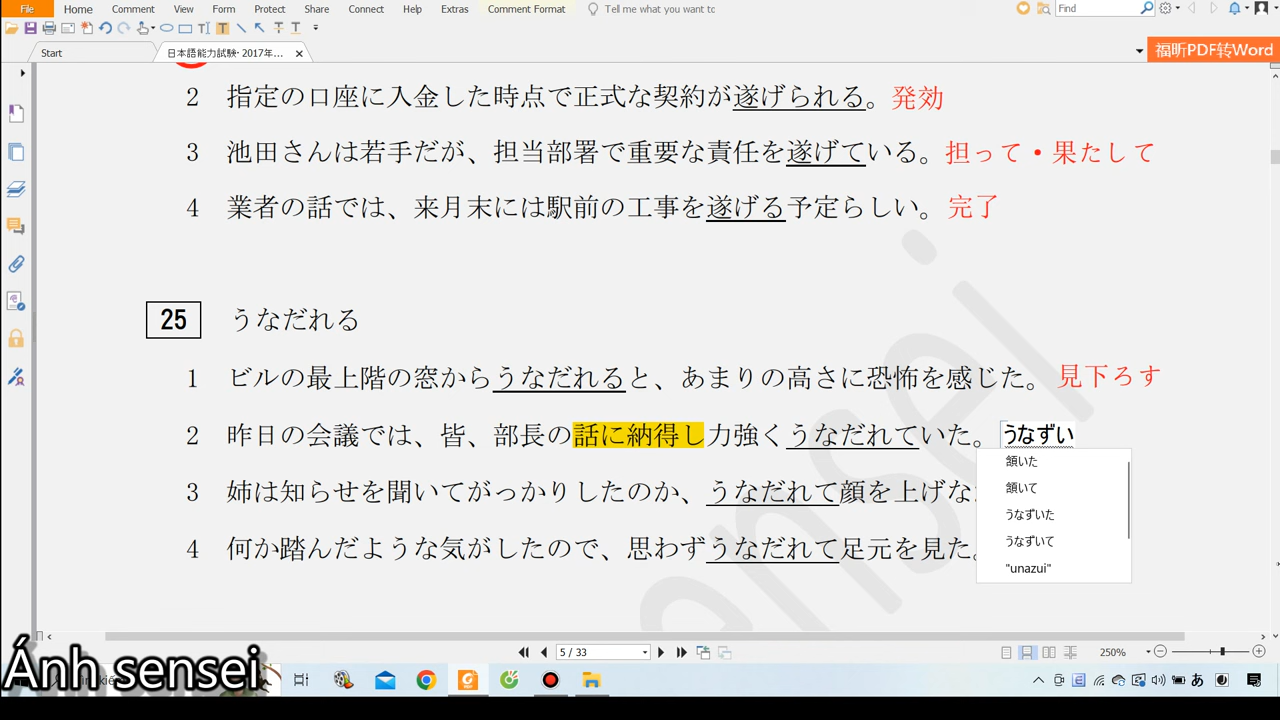 File Home Comment View Form Protect Share Connect Help Extras Comment Format Tell me what you want to Find
Start 日本語能力試験- 2017年... 福昕PDF转Word
2 指定の口座に入金した時点で正式な契約が遂げられる。発効
3 池田さんは若手だが、担当部署で重要な責任を遂げている。担って・果たして
4 業者の話では、来月末には駅前の工事を遂げる予定らしい。完了
25 うなだれる
1 ビルの最上階の窓からうなだれると、あまりの高さに恐怖を感じた。 見下ろす
2 昨日の会議では、皆、部長の話に納得し力強くうなだれていた。 うなずい
頷いた
頷いて
うなずいた
うなずいて
"unazui"
3 姉は知らせを聞いてがっかりしたのか、うなだれて顔を上げな
4 何か踏んだような気がしたので、思わずうなだれて足元を見た。
sensei
5 / 33 250%
Ánh sensei
あ